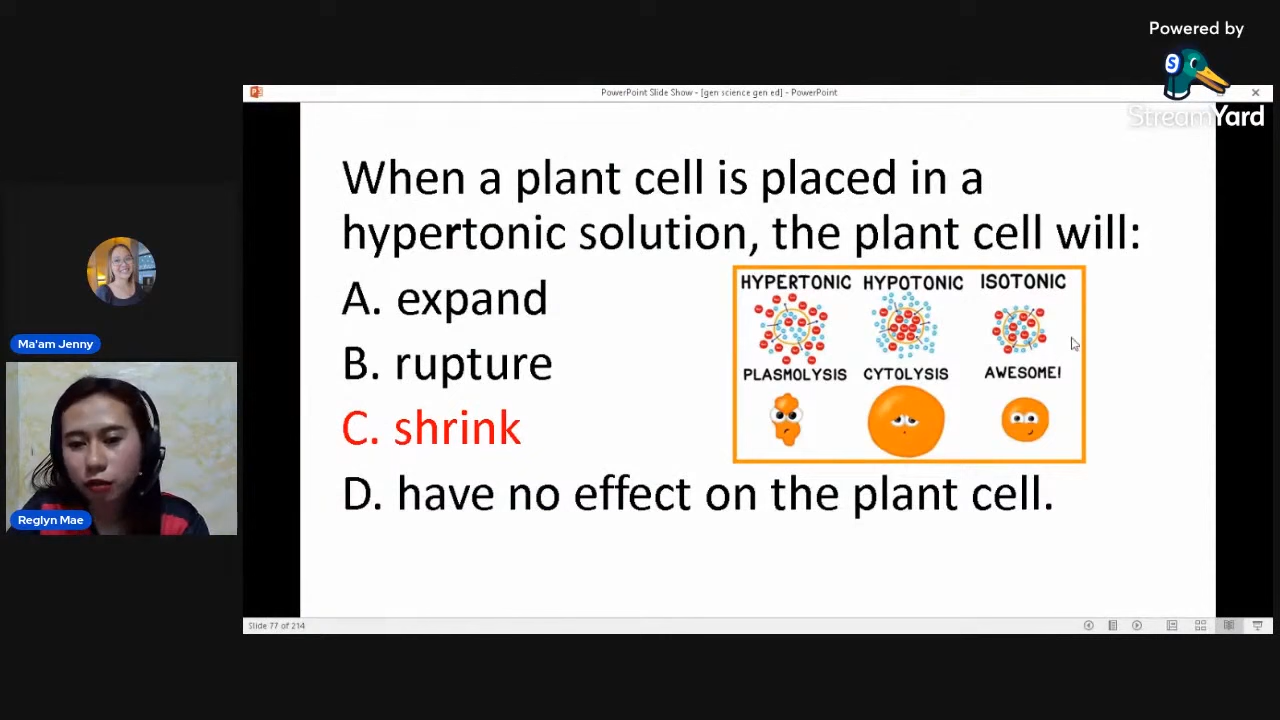 Powered by
StreamYard
PowerPoint Slide Show - [gen science gen ed] - PowerPoint
When a plant cell is placed in a
hypertonic solution, the plant cell will:
A. expand
B. rupture
C. shrink
D. have no effect on the plant cell.
HYPERTONIC HYPOTONIC ISOTONIC
PLASMOLYSIS CYTOLYSIS AWESOME!
Ma'am Jenny
Reglyn Mae
Slide 77 of 214